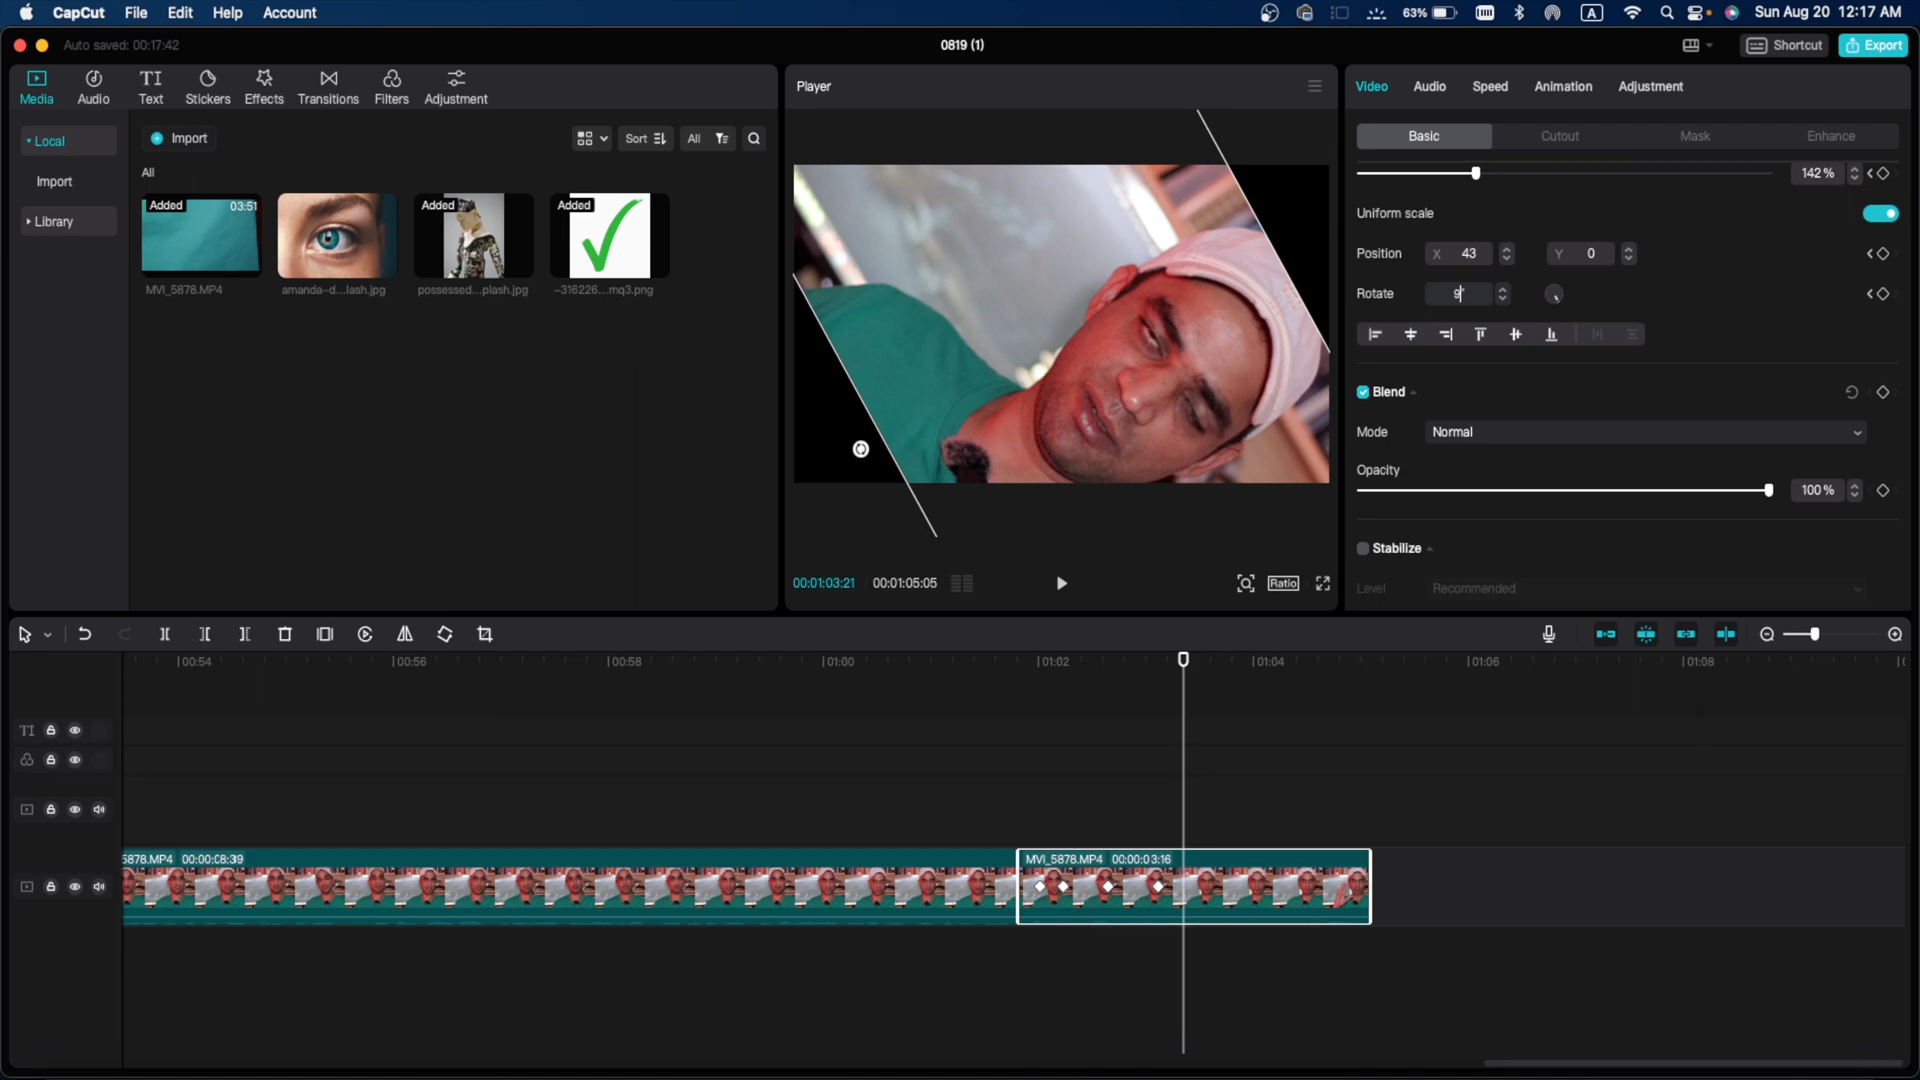 CapCut File Edit Help Account
63% A Sun Aug 20 12:17 AM
Auto saved: 00:17:42
0819 (1)
Shortcut
Export
Media Audio Text Stickers Effects Transitions Filters Adjustment
TI
Local
Import
Library
Import
Sort
All
All
Added 03:51
Added
Added
MVI_5878.MP4
amanda-d...lash.jpg
possessed...plash.jpg
-316226...mq3.png
Player
00:01:03:21
00:01:05:05
Ratio
Video Audio Speed Animation Adjustment
Basic Cutout Mask Enhance
142%
Uniform scale
Position X 43 Y 0
Rotate 9
Blend
Mode Normal
Opacity
100%
Stabilize
Level Recommended
00:54 00:56 00:58 01:00 01:02 01:04 01:06 01:08
TI
5878.MP4 00:00:08:39
MVI_5878.MP4 00:00:03:16